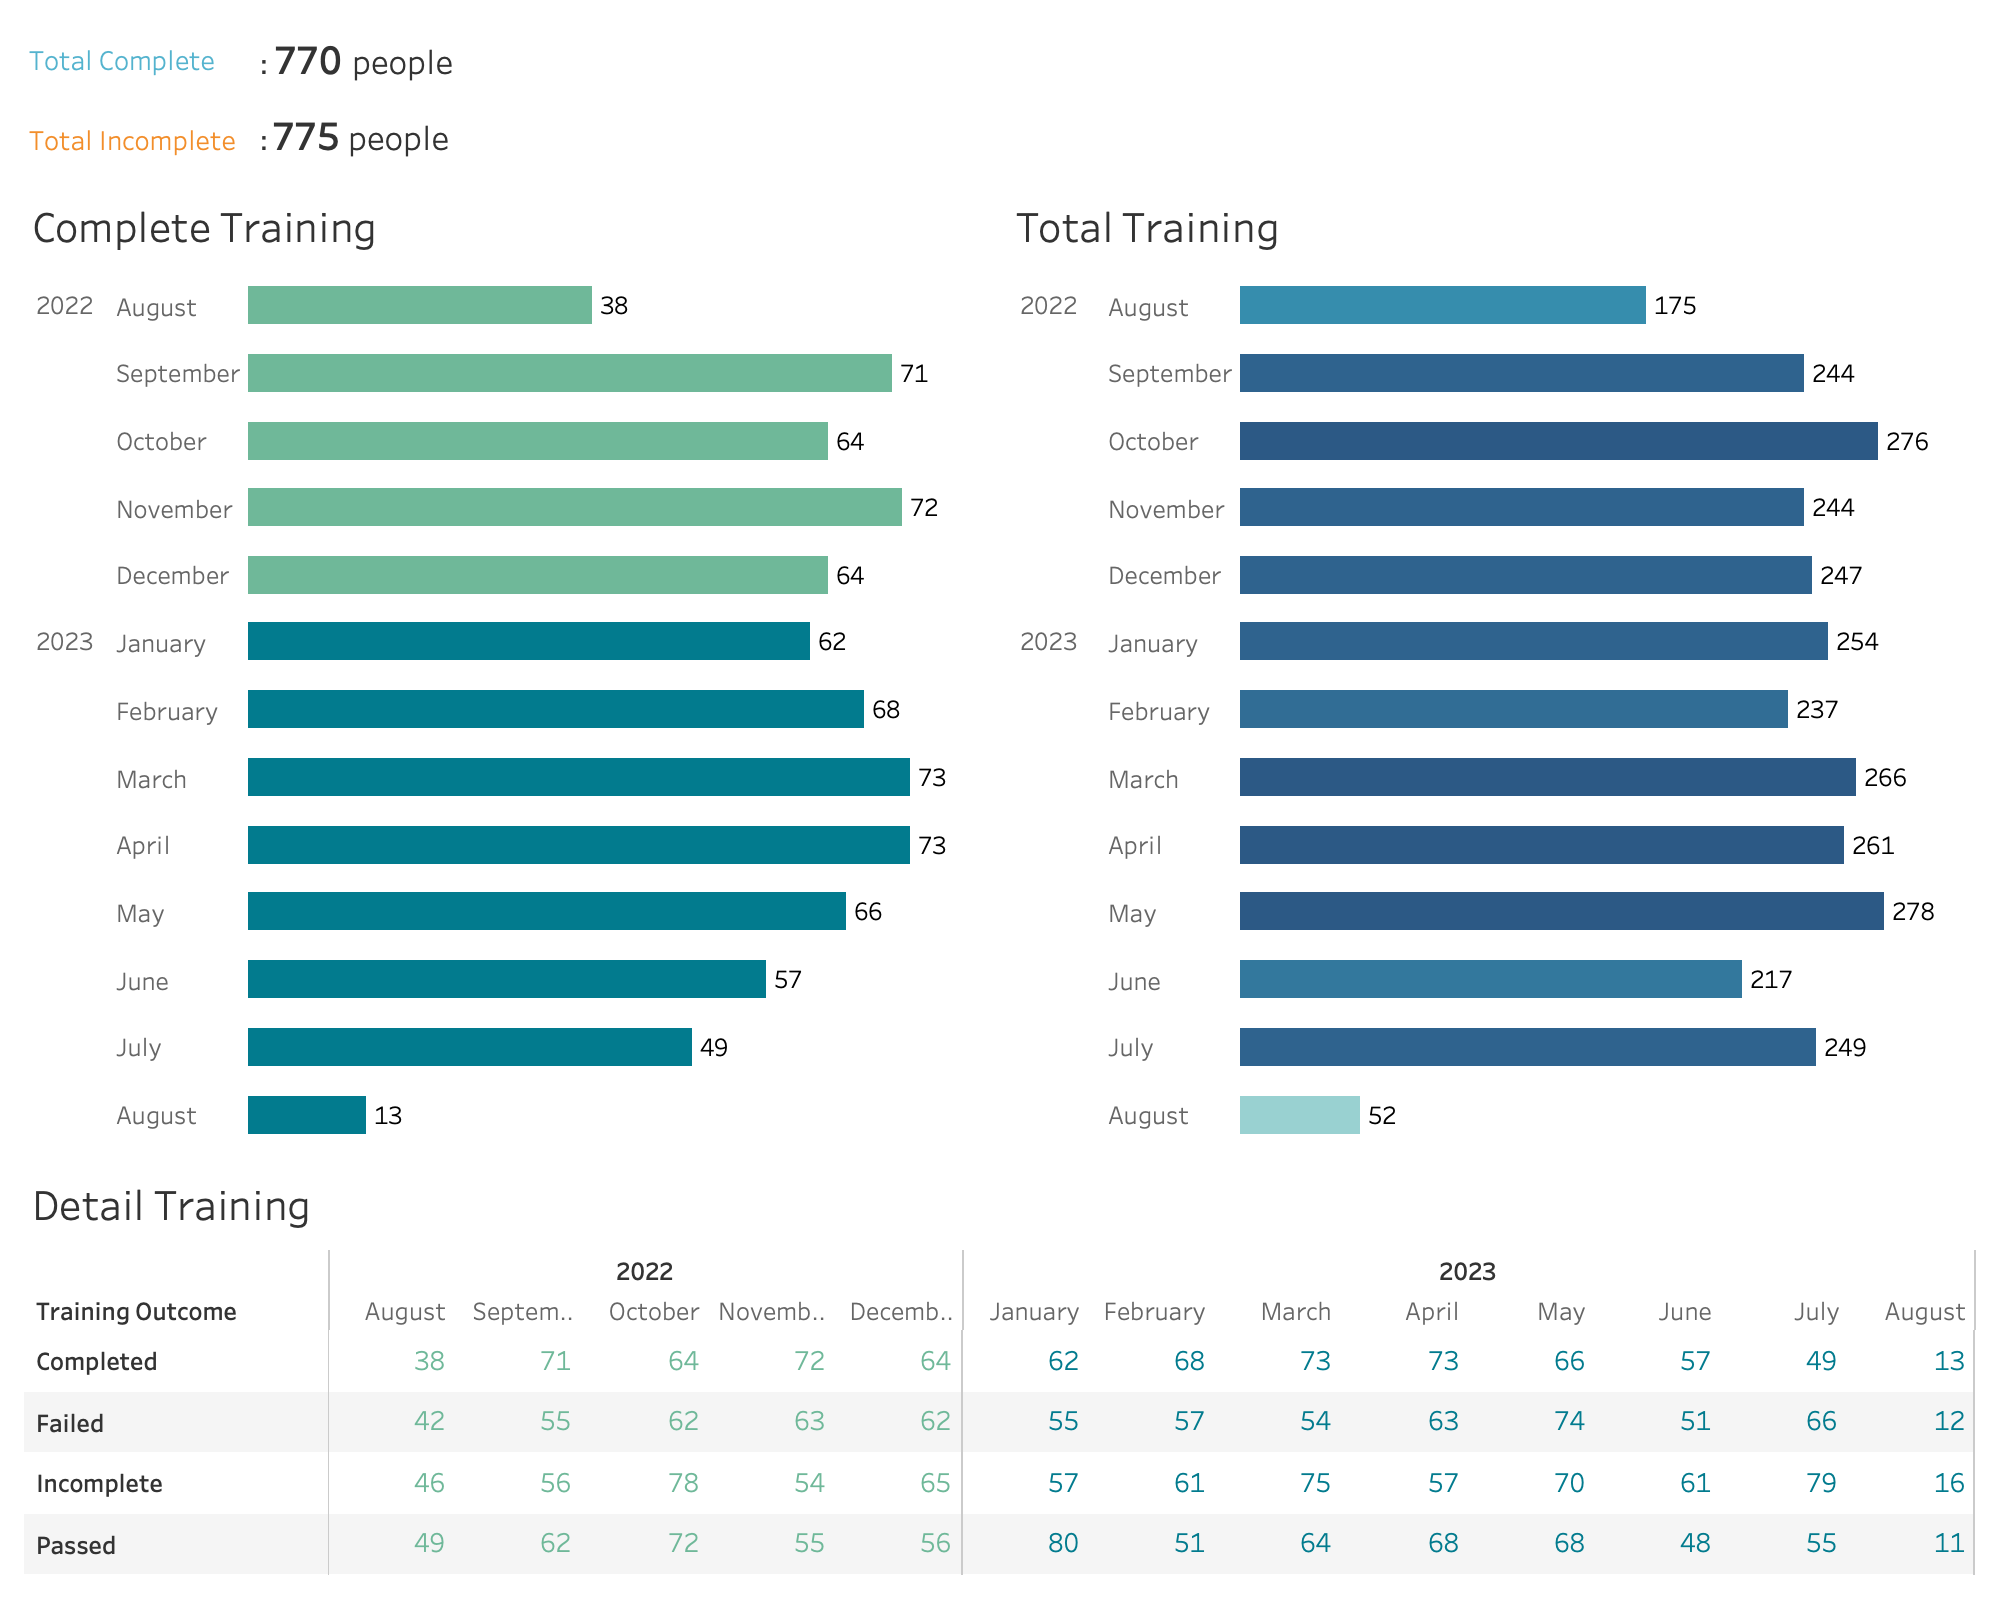 Total Complete : 770 people
Total Incomplete : 775 people
Complete Training
2022 August 38
September 71
October 64
November 72
December 64
2023 January 62
February 68
March 73
April 73
May 66
June 57
July 49
August 13
Total Training
2022 August 175
September 244
October 276
November 244
December 247
2023 January 254
February 237
March 266
April 261
May 278
June 217
July 249
August 52
Detail Training
2022 2023
Training Outcome August Septem.. October Novemb.. Decemb.. January February March April May June July August
Completed 38 71 64 72 64 62 68 73 73 66 57 49 13
Failed 42 55 62 63 62 55 57 54 63 74 51 66 12
Incomplete 46 56 78 54 65 57 61 75 57 70 61 79 16
Passed 49 62 72 55 56 80 51 64 68 68 48 55 11